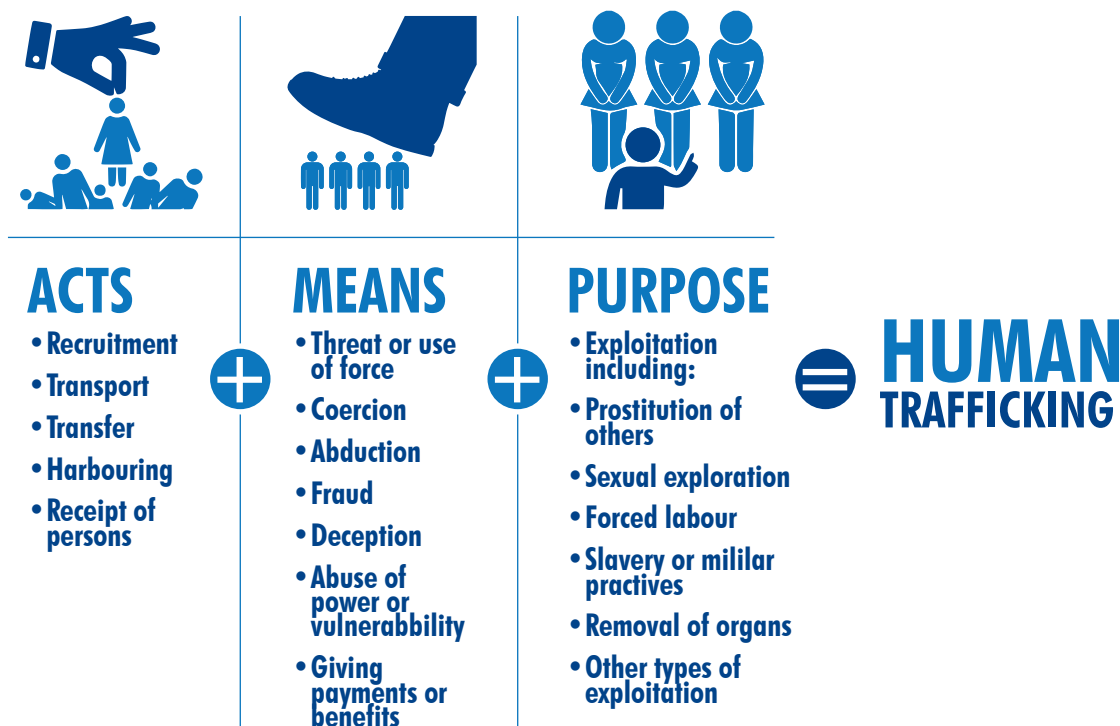 ACTS
• Recruitment
• Transport
• Transfer
• Harbouring
• Receipt of
persons
MEANS
• Threat or use
of force
• Coercion
• Abduction
• Fraud
• Deception
• Abuse of
power or
vulnerabbility
• Giving
payments or
benefits
PURPOSE
• Exploitation
including:
• Prostitution of
others
• Sexual exploration
• Forced labour
• Slavery or mililar
practives
• Removal of organs
• Other types of
exploitation
HUMAN
TRAFFICKING